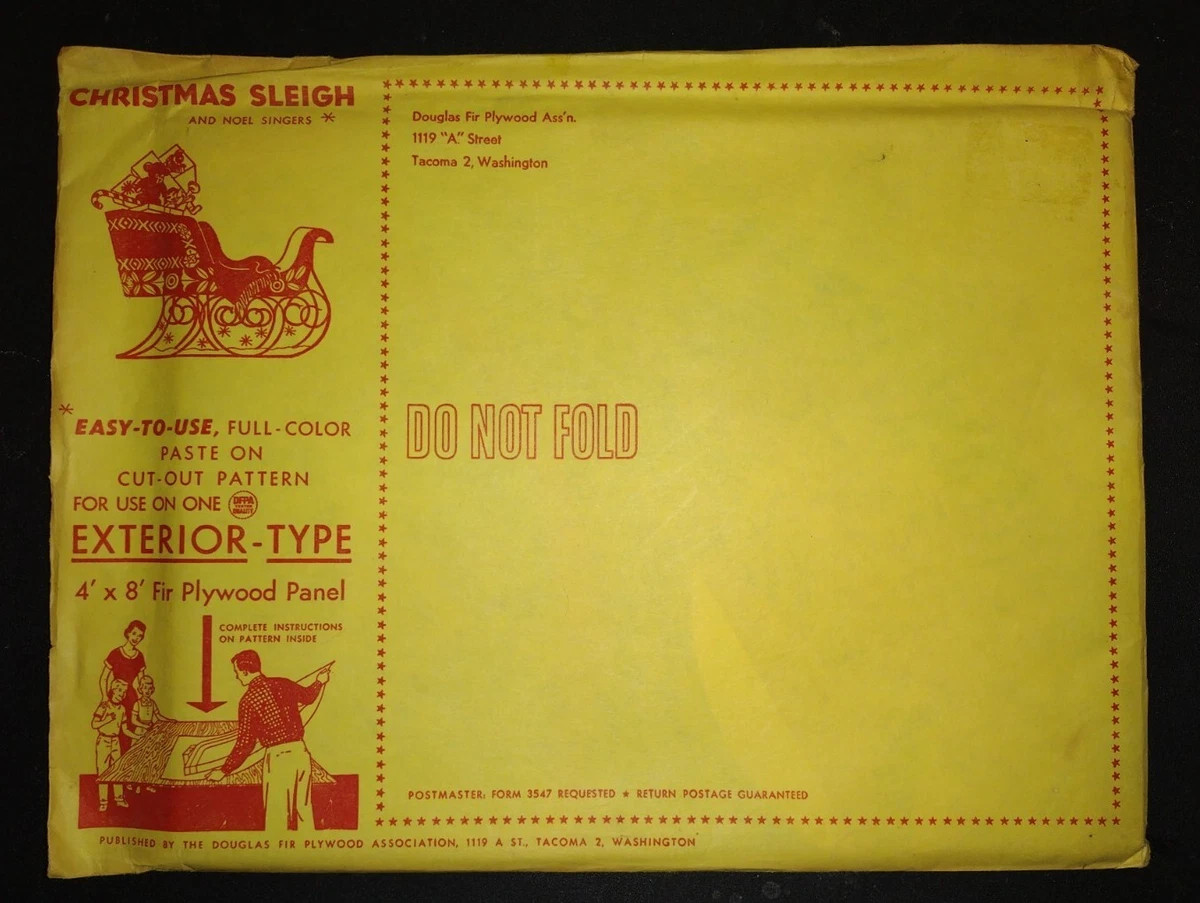 CHRISTMAS SLEIGH
AND NOEL SINGERS *
* EASY-TO-USE, FULL-COLOR
PASTE ON
CUT-OUT PATTERN
FOR USE ON ONE DFPA TESTED QUALITY
EXTERIOR-TYPE
4' x 8' Fir Plywood Panel
COMPLETE INSTRUCTIONS
ON PATTERN INSIDE
Douglas Fir Plywood Ass'n.
1119 "A" Street
Tacoma 2, Washington
DO NOT FOLD
POSTMASTER: FORM 3547 REQUESTED ★ RETURN POSTAGE GUARANTEED
PUBLISHED BY THE DOUGLAS FIR PLYWOOD ASSOCIATION, 1119 A ST., TACOMA 2, WASHINGTON